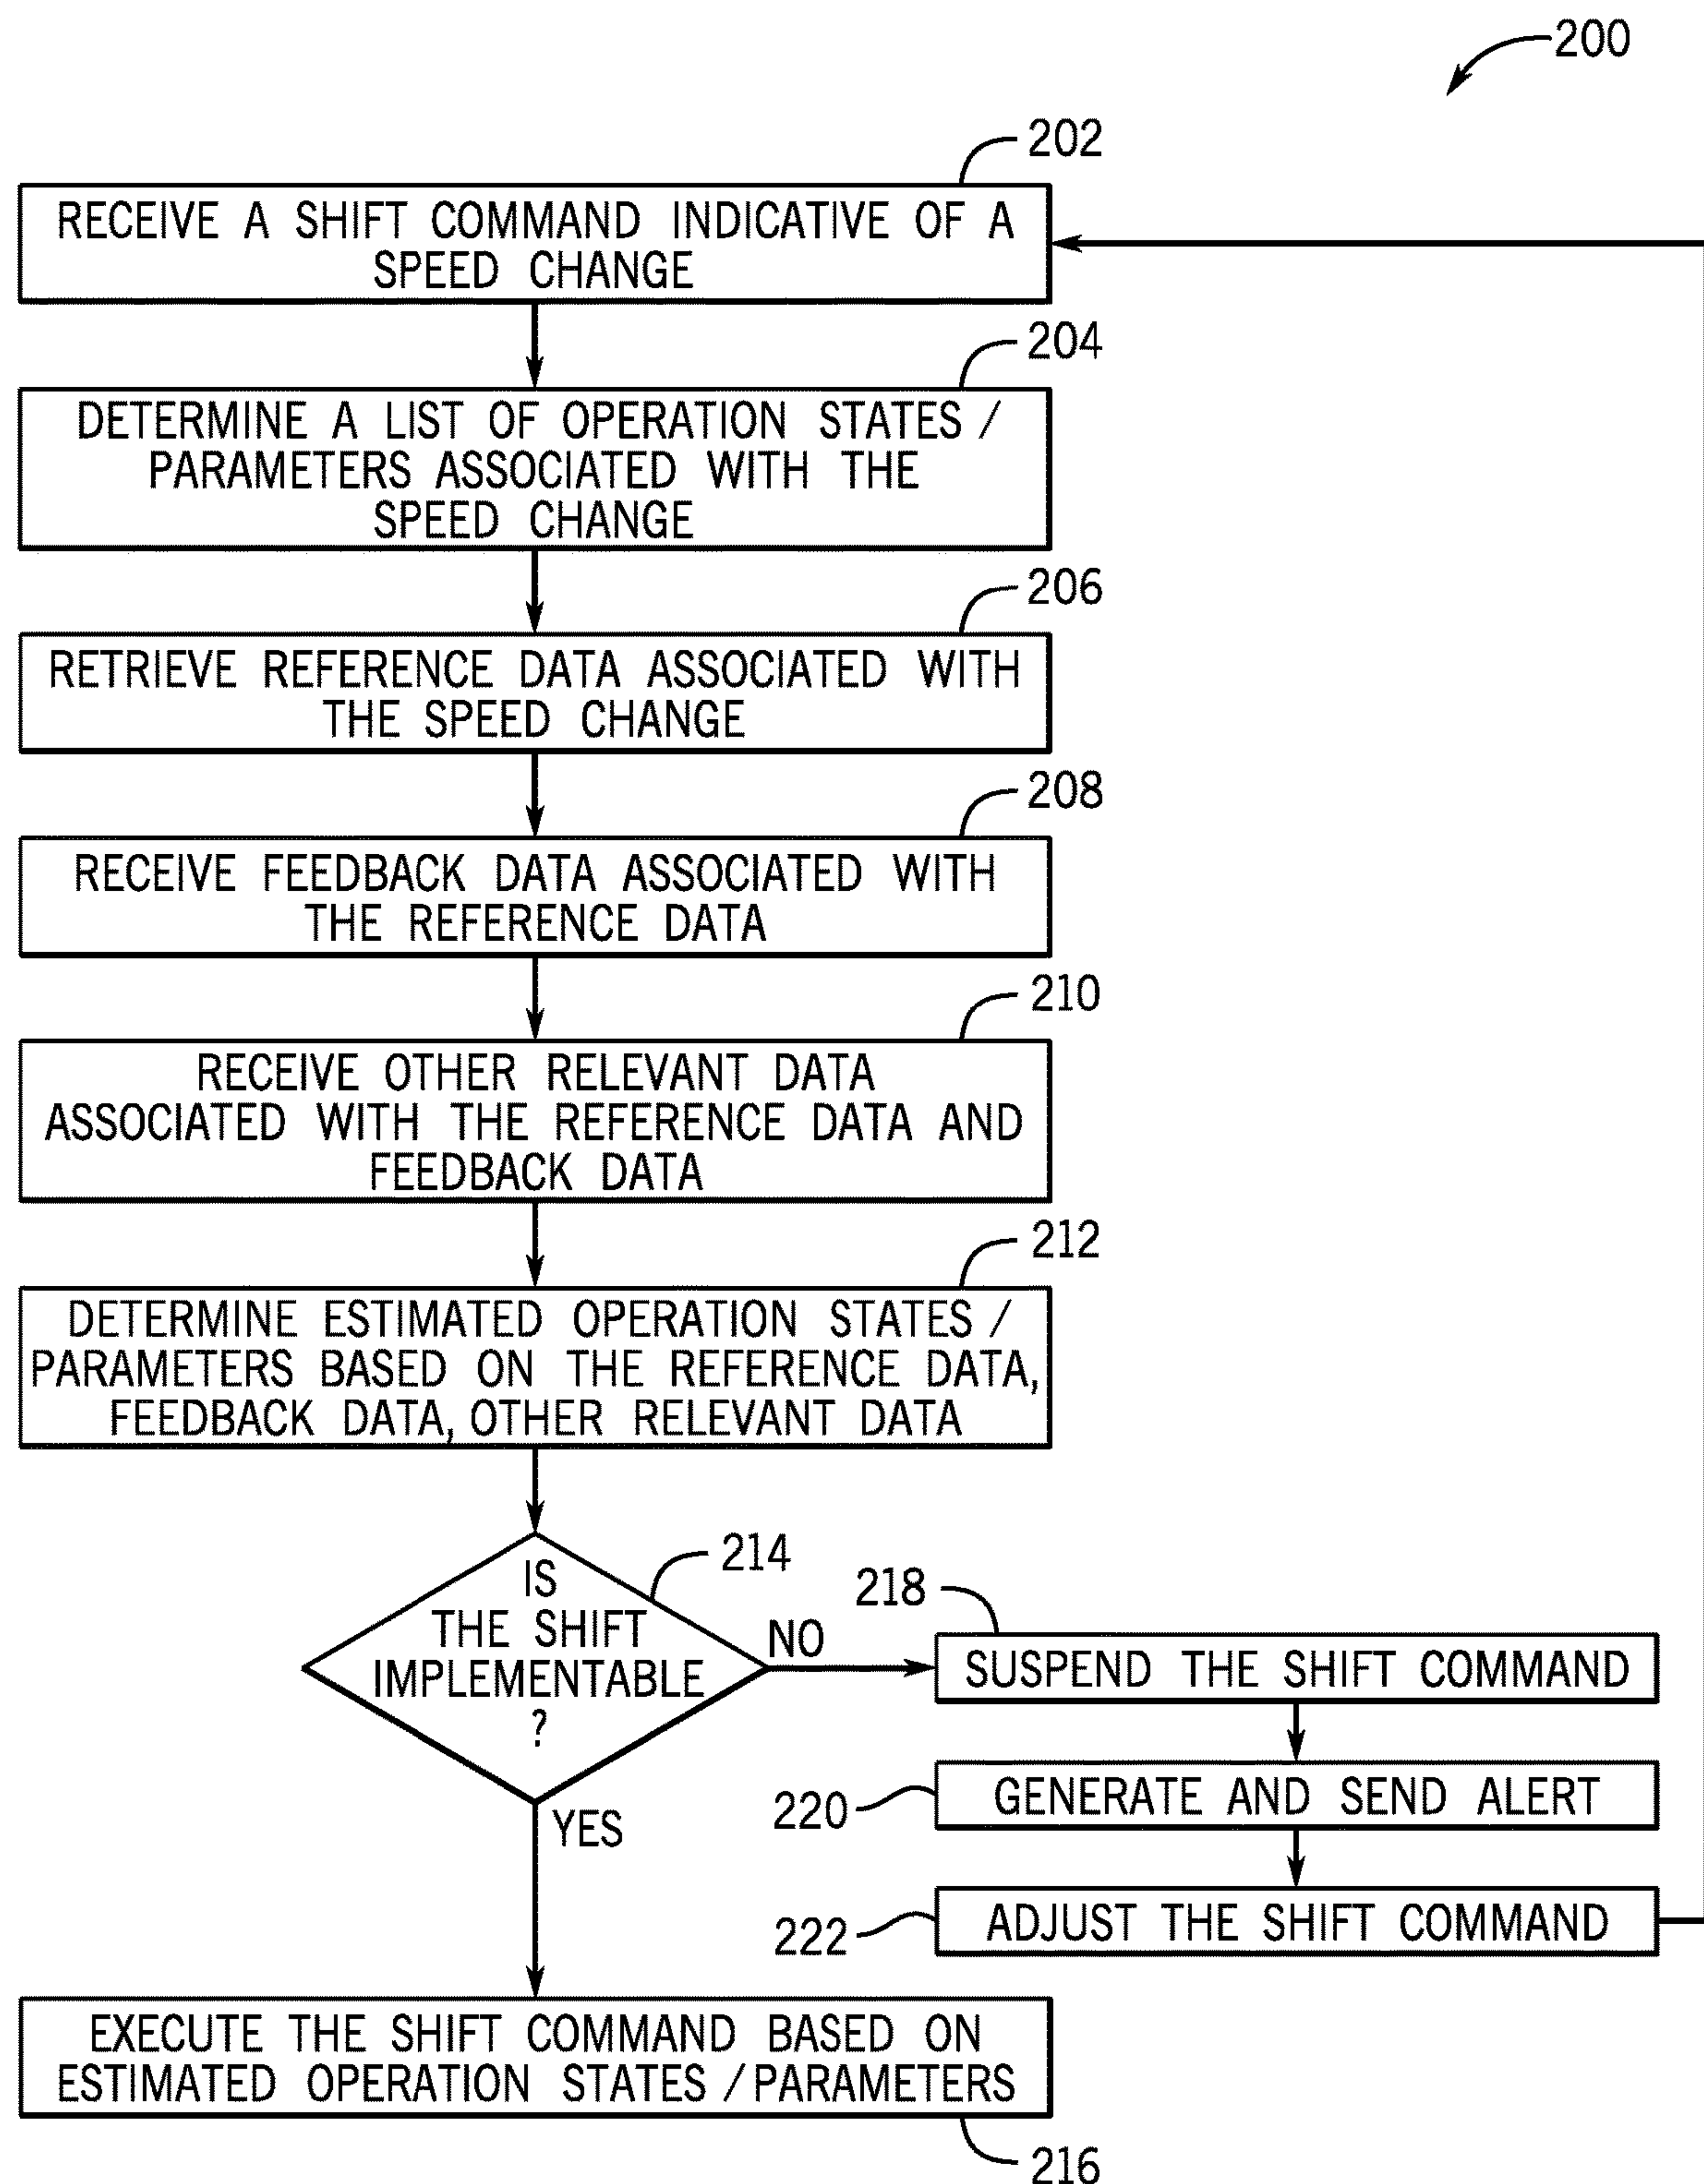 200
202
RECEIVE A SHIFT COMMAND INDICATIVE OF A
SPEED CHANGE
204
DETERMINE A LIST OF OPERATION STATES /
PARAMETERS ASSOCIATED WITH THE
SPEED CHANGE
206
RETRIEVE REFERENCE DATA ASSOCIATED WITH
THE SPEED CHANGE
208
RECEIVE FEEDBACK DATA ASSOCIATED WITH
THE REFERENCE DATA
210
RECEIVE OTHER RELEVANT DATA
ASSOCIATED WITH THE REFERENCE DATA AND
FEEDBACK DATA
212
DETERMINE ESTIMATED OPERATION STATES /
PARAMETERS BASED ON THE REFERENCE DATA,
FEEDBACK DATA, OTHER RELEVANT DATA
214
IS
THE SHIFT
IMPLEMENTABLE
?
NO
218
SUSPEND THE SHIFT COMMAND
220
GENERATE AND SEND ALERT
222
ADJUST THE SHIFT COMMAND
YES
EXECUTE THE SHIFT COMMAND BASED ON
ESTIMATED OPERATION STATES / PARAMETERS
216